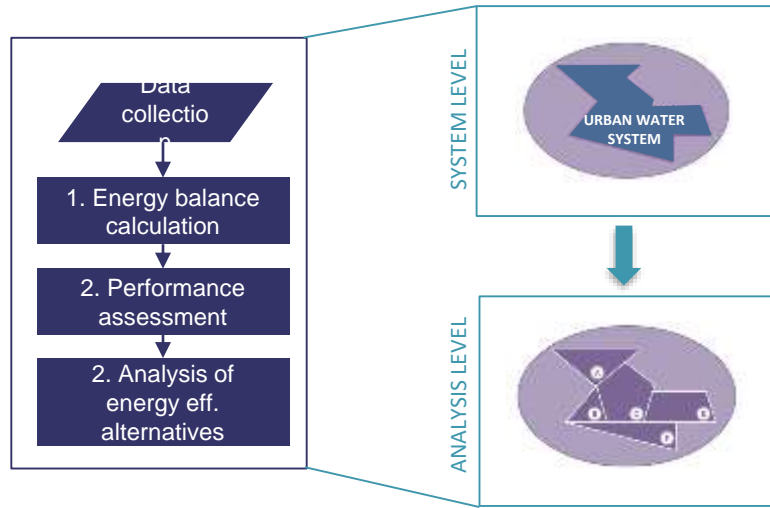 Data
collectio
n
1. Energy balance
calculation
2. Performance
assessment
2. Analysis of
energy eff.
alternatives
SYSTEM LEVEL
URBAN WATER
SYSTEM
ANALYSIS LEVEL
A
C